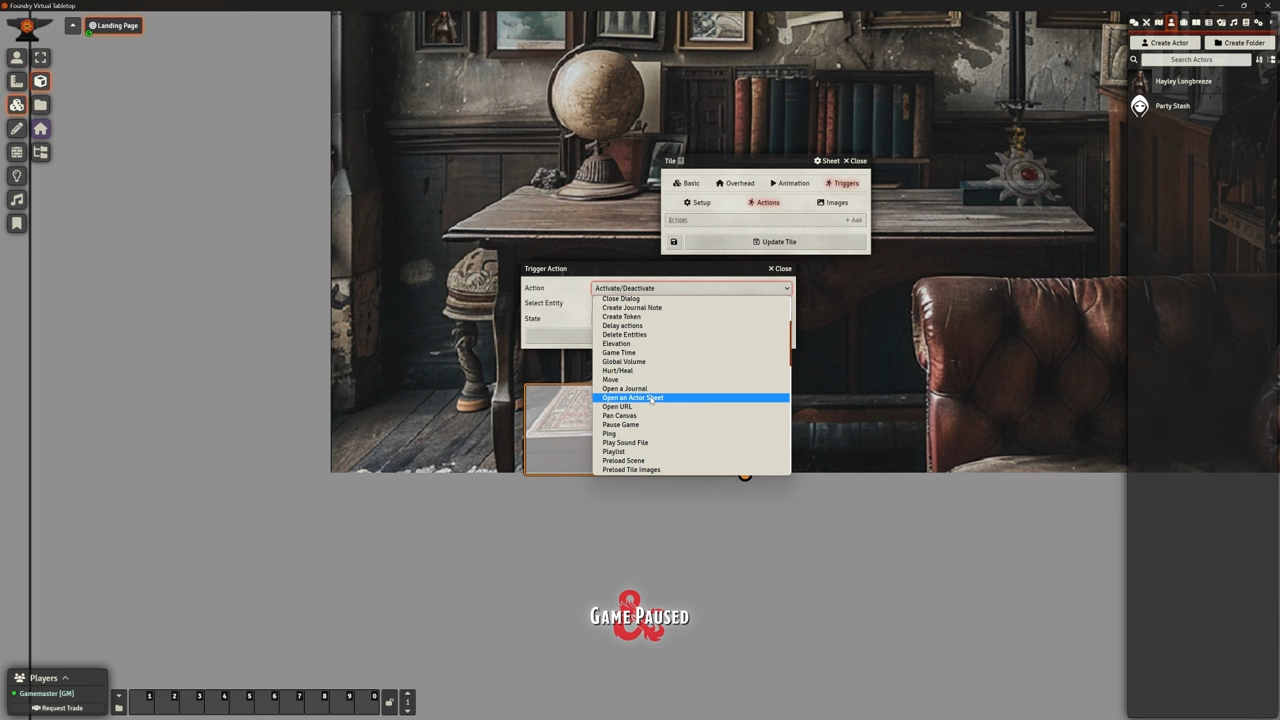 Foundry Virtual Tabletop
Landing Page
Create Actor
Create Folder
Search Actors
Hayley Longbreeze
Party Stash
Tile
Sheet
Close
Basic
Overhead
Animation
Triggers
Setup
Actions
Images
Actions
+ Add
Update Tile
Trigger Action
Close
Action
Activate/Deactivate
Select Entity
State
Close Dialog
Create Journal Note
Create Token
Delay actions
Delete Entities
Elevation
Game Time
Global Volume
Hurt/Heal
Move
Open a Journal
Open an Actor Sheet
Open URL
Pan Canvas
Pause Game
Ping
Play Sound File
Playlist
Preload Scene
Preload Tile Images
Game Paused
Players
Gamemaster [GM]
Request Trade
1 2 3 4 5 6 7 8 9 0
1